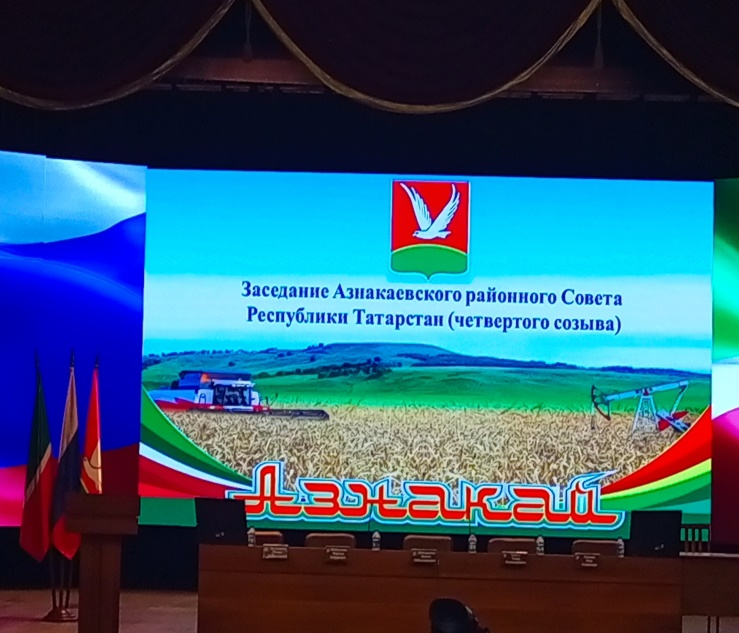 Заседание Азнакаевского районного Совета
Республики Татарстан (четвертого созыва)
Азнакай